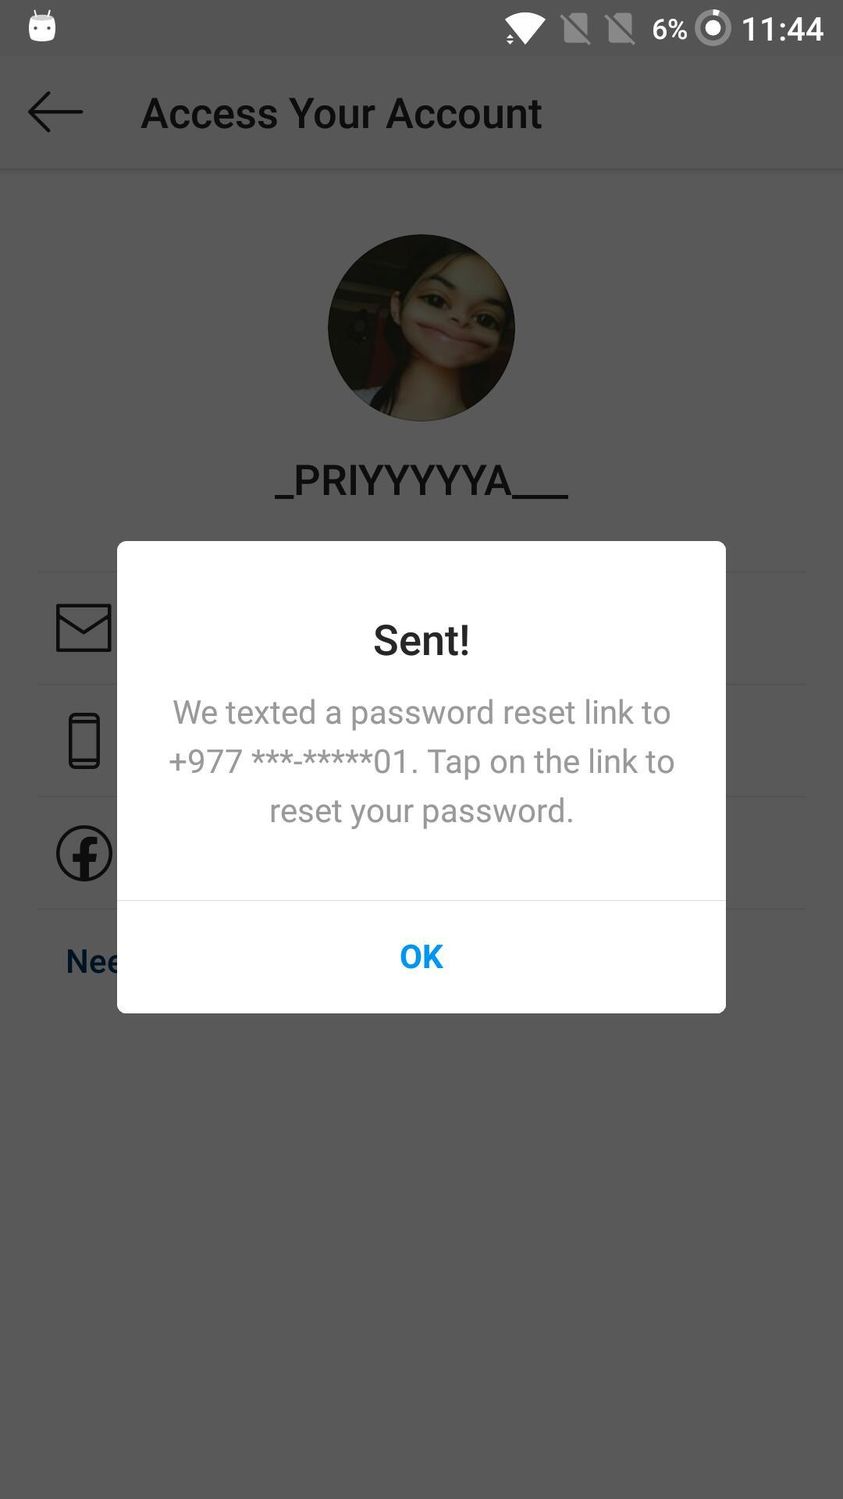 6% 11:44
Access Your Account
_PRIYYYYYA___
Sent!
We texted a password reset link to
+977 ***-*****01. Tap on the link to
reset your password.
Nee
OK